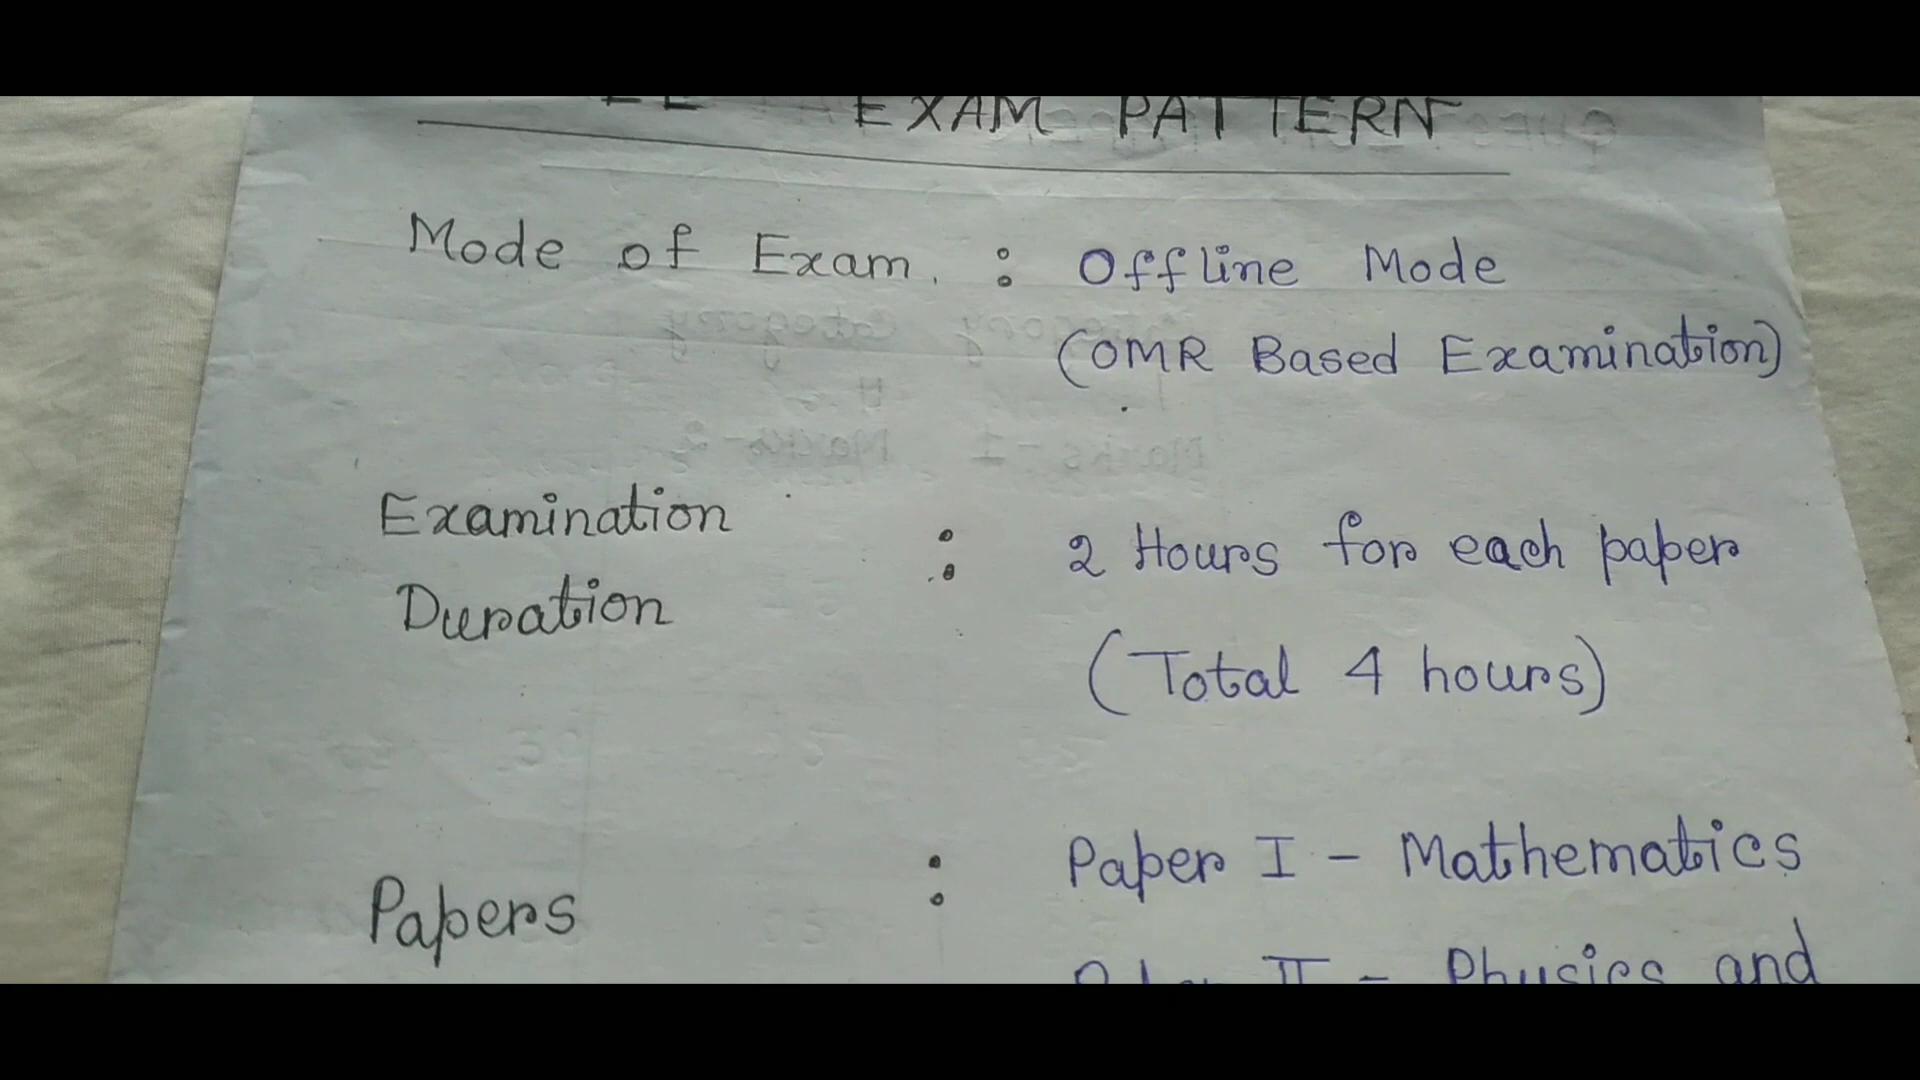 EXAM PATTERN
Mode of Exam. : Offline Mode
(OMR Based Examination)
Examination
Duration : 2 Hours for each paper
(Total 4 hours)
Papers : Paper I - Mathematics
II - Physics and